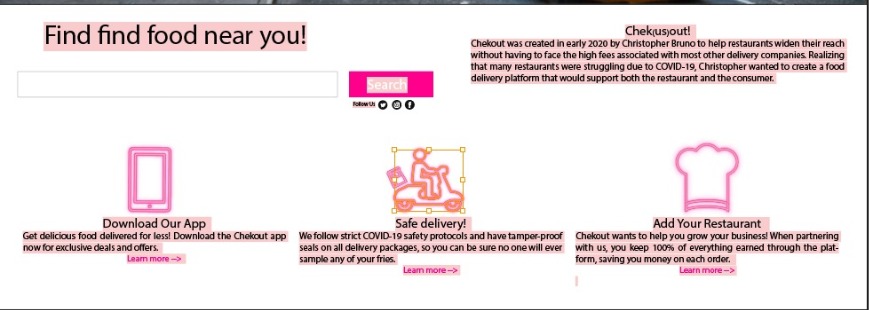 Find find food near you!
Search
Follow Us
Chek(us)out!
Chekout was created in early 2020 by Christopher Bruno to help restaurants widen their reach
without having to face the high fees associated with most other delivery companies. Realizing
that many restaurants were struggling due to COVID-19, Christopher wanted to create a food
delivery platform that would support both the restaurant and the consumer.
Download Our App
Get delicious food delivered for less! Download the Chekout app
now for exclusive deals and offers.
Learn more -->
Safe delivery!
We follow strict COVID-19 safety protocols and have tamper-proof
seals on all delivery packages, so you can be sure no one will ever
sample any of your fries.
Learn more -->
Add Your Restaurant
Chekout wants to help you grow your business! When partnering
with us, you keep 100% of everything earned through the plat-
form, saving you money on each order.
Learn more -->